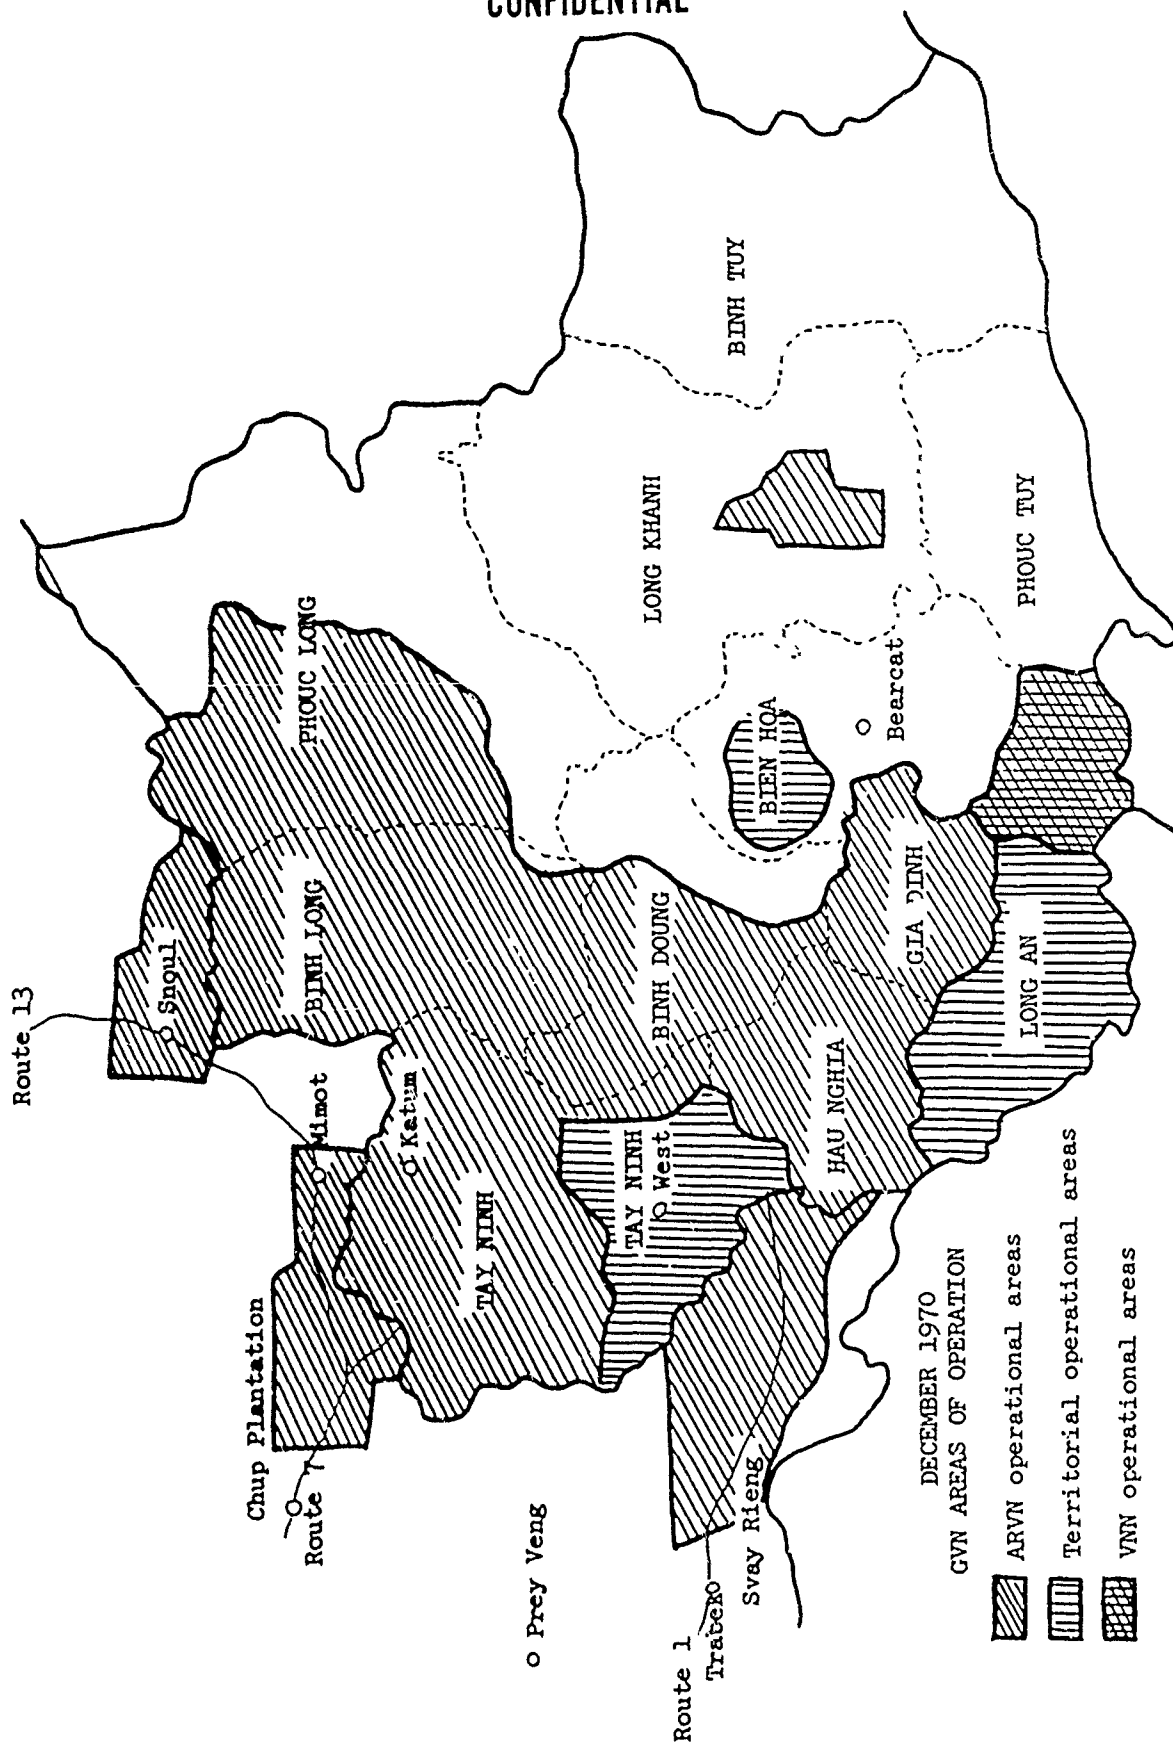 CONFIDENTIAL
Route 13
Snoul
Mimot
Chup Plantation
Route 7
Katum
BINH LONG
PHOUC LONG
TAY NINH
Prey Veng
TAY NINH
West
BINH DOUNG
LONG KHANH
BINH TUY
BIEN HOA
Bearcat
Route 1
Trabek
Svay Rieng
HAU NGHIA
GIA DINH
LONG AN
PHOUC TUY
DECEMBER 1970
GVN AREAS OF OPERATION
ARVN operational areas
Territorial operational areas
VNN operational areas